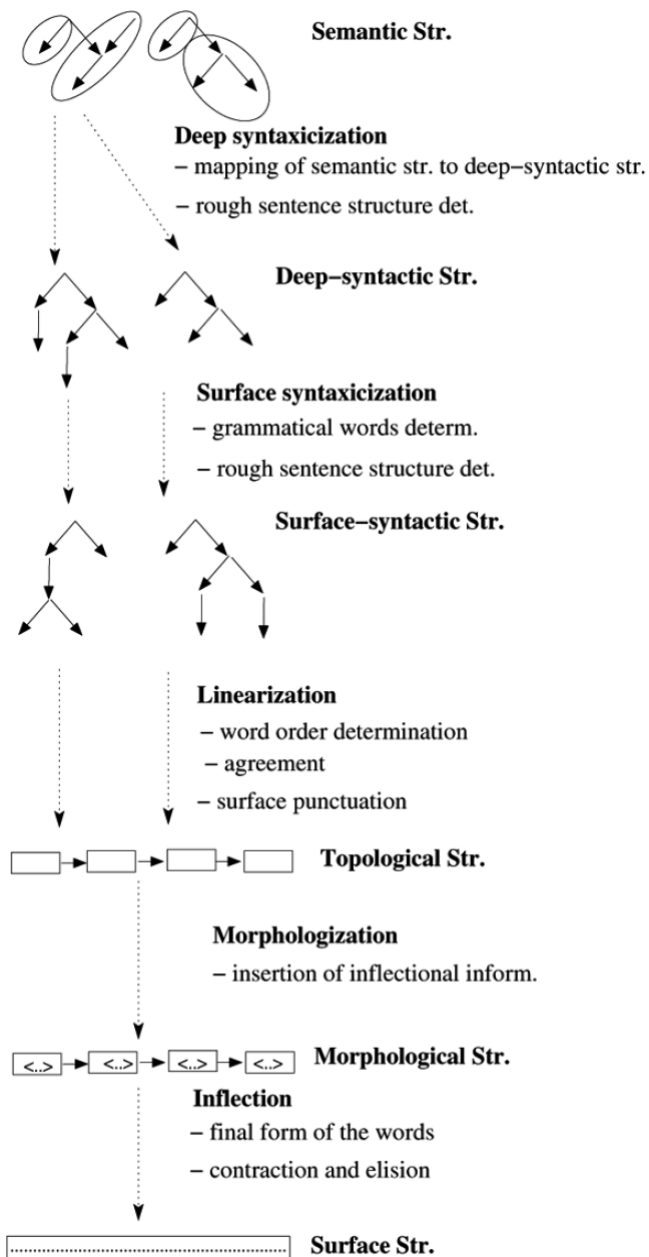 Semantic Str.
Deep syntaxicization
– mapping of semantic str. to deep–syntactic str.
– rough sentence structure det.
Deep–syntactic Str.
Surface syntaxicization
– grammatical words determ.
– rough sentence structure det.
Surface–syntactic Str.
Linearization
– word order determination
– agreement
– surface punctuation
Topological Str.
Morphologization
– insertion of inflectional inform.
<..> <..> <..> <..> Morphological Str.
Inflection
– final form of the words
– contraction and elision
Surface Str.